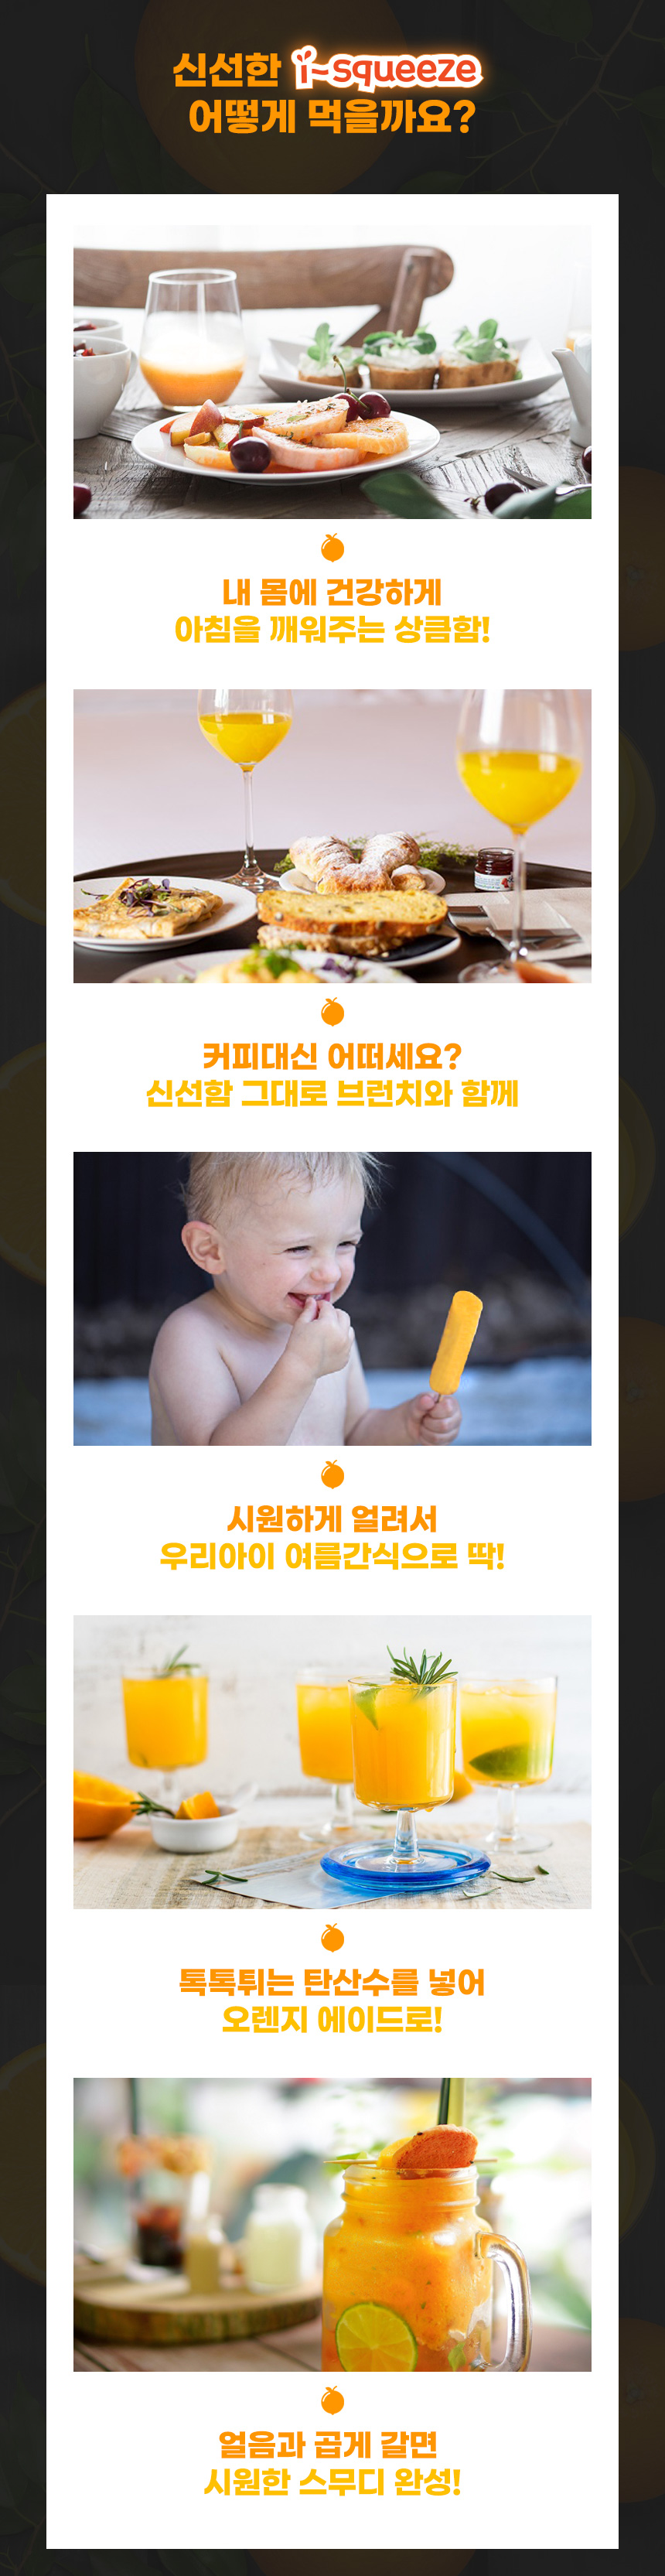 신선한 i-squeeze
어떻게 먹을까요?
내 몸에 건강하게
아침을 깨워주는 상큼함!
커피대신 어떠세요?
신선함 그대로 브런치와 함께
시원하게 얼려서
우리아이 여름간식으로 딱!
톡톡튀는 탄산수를 넣어
오렌지 에이드로!
얼음과 곱게 갈면
시원한 스무디 완성!